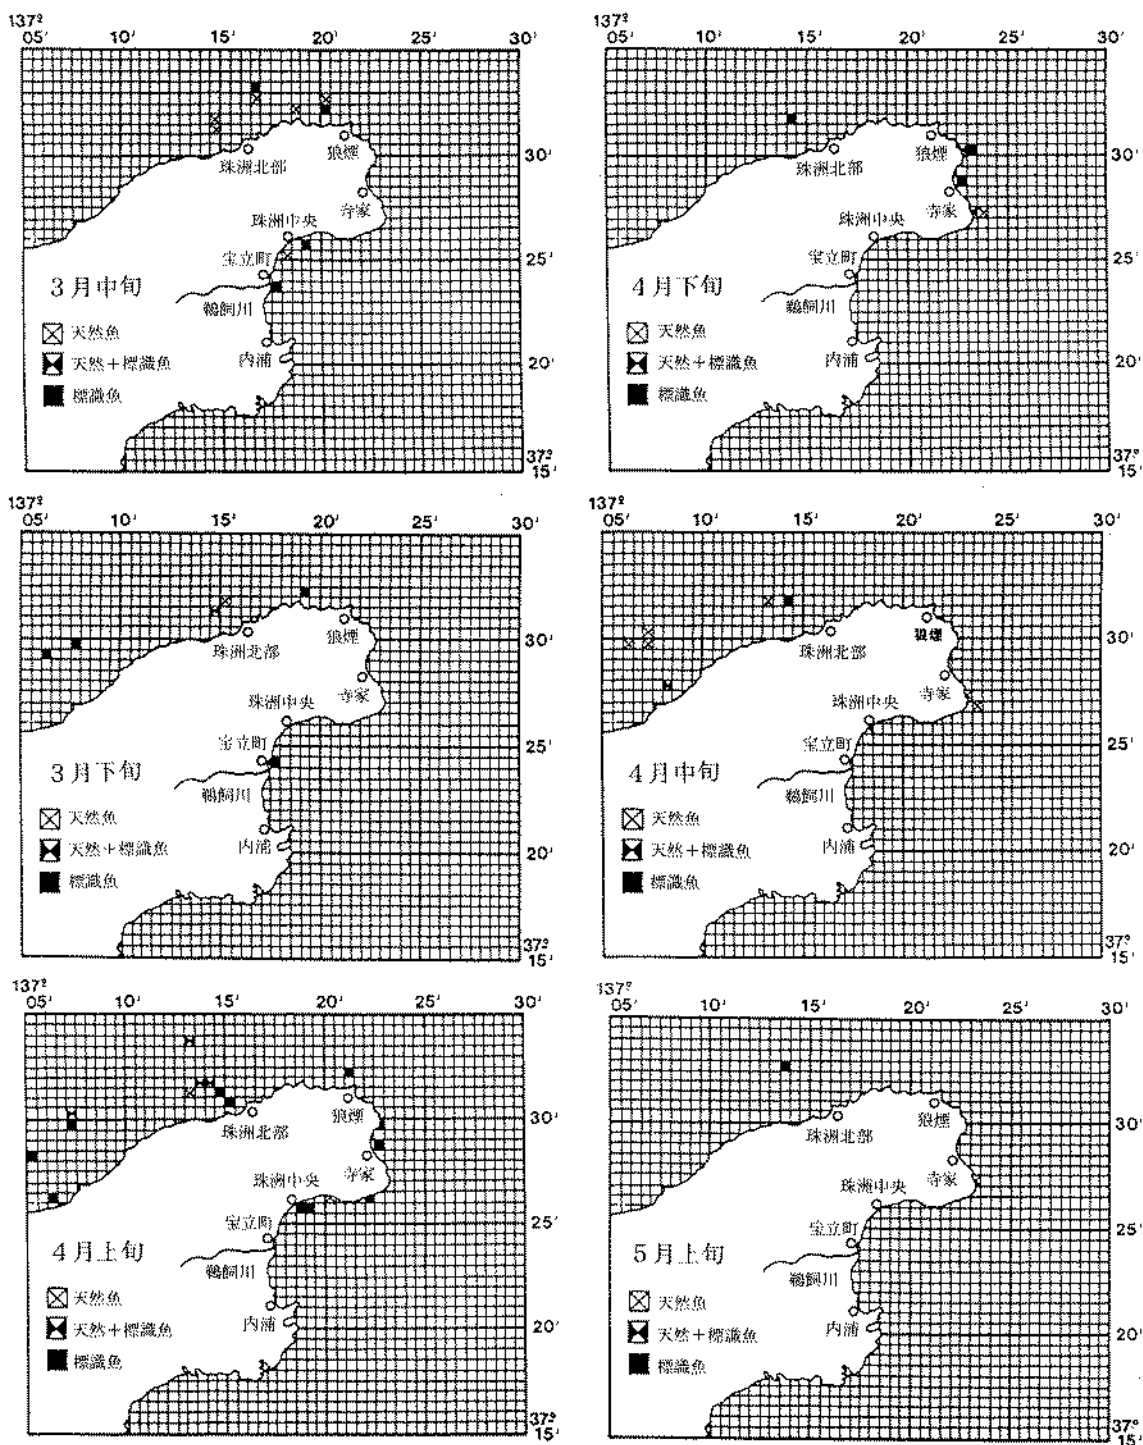 137º
05′ 10′ 15′ 20′ 30′
狼煙
珠洲北部
30′
寺家
珠洲中央
宝立町
25′
3月中旬
鵜飼川
天然魚
内浦
天然+標識魚
20′
標識魚
37º
15′
137º
05′ 10′ 15′ 20′ 25′ 30′
狼煙
珠洲北部
30′
寺家
珠洲中央
宝立町
25′
4月下旬
鵜飼川
天然魚
内浦
天然+標識魚
20′
標識魚
37º
15′
137º
05′ 10′ 15′ 20′ 30′
狼煙
珠洲北部
30′
寺家
珠洲中央
宝立町
25′
3月下旬
鵜飼川
天然魚
内浦
天然+標識魚
20′
標識魚
37º
15′
137º
05′ 10′ 15′ 20′ 25′ 30′
狼煙
珠洲北部
30′
寺家
珠洲中央
宝立町
25′
4月中旬
鵜飼川
天然魚
内浦
天然+標識魚
20′
標識魚
37º
15′
137º
05′ 10′ 15′ 20′ 25′ 30′
狼煙
珠洲北部
30′
寺家
珠洲中央
宝立町
25′
4月上旬
鵜飼川
天然魚
内浦
天然+標識魚
20′
標識魚
37º
15′
137º
05′ 10′ 15′ 20′ 25′ 30′
狼煙
珠洲北部
30′
寺家
珠洲中央
宝立町
25′
5月上旬
鵜飼川
天然魚
内浦
天然+標識魚
20′
標識魚
37º
15′